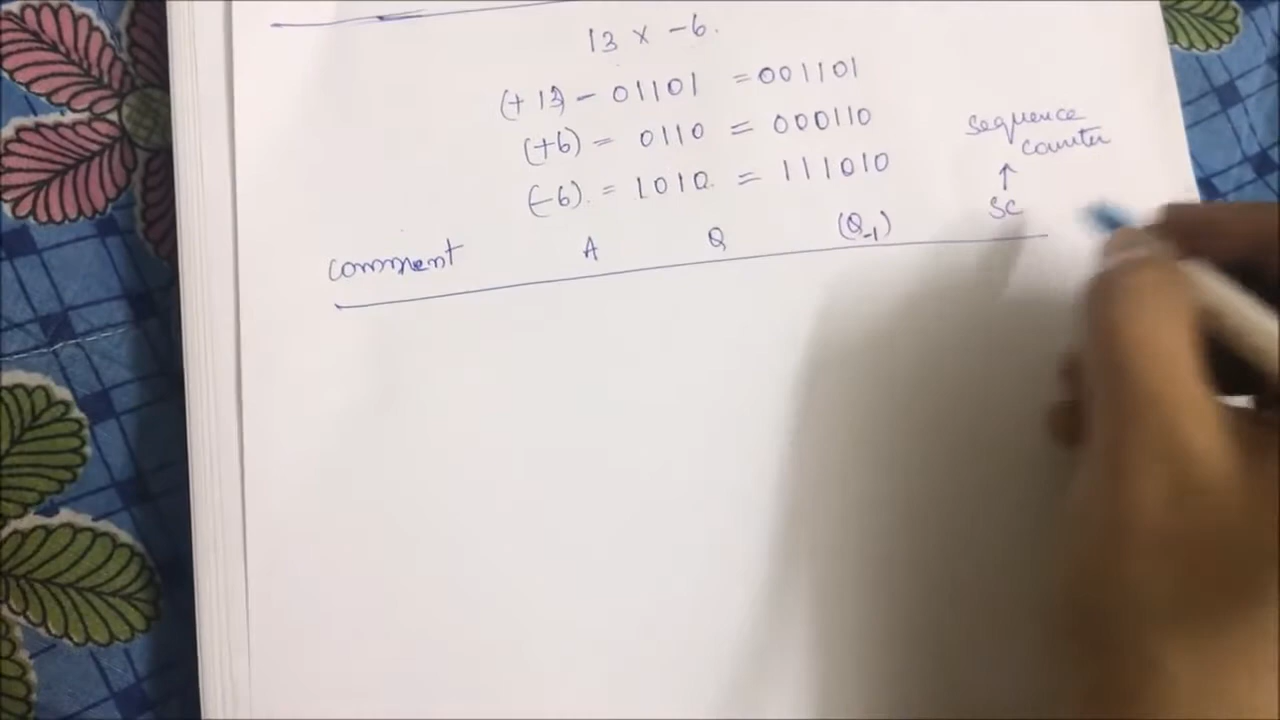 13 x -6.
(+13) - 01101 = 001101
(+6) = 0110 = 000110
(-6). = 1010. = 111010
sequence
counter
↑
SC
comment A Q (Q-1)